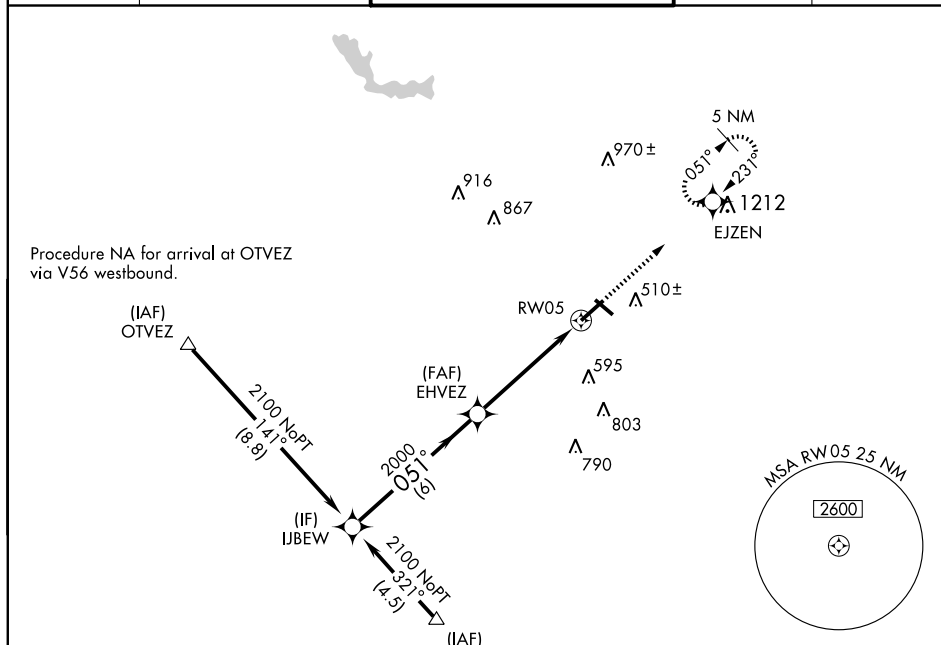 5 NM
970±
051°
231°
916
867
1212
EJZEN
Procedure NA for arrival at OTVEZ
via V56 westbound.
510±
RW05
(IAF)
OTVEZ
595
(FAF)
EHVEZ
803
2100 NoPT
141°
(8.8)
790
2000
051°
(6)
MSA RW05 25 NM
2600
(IF)
IJBEW
2100 NoPT
321°
(4.5)
(IAF)